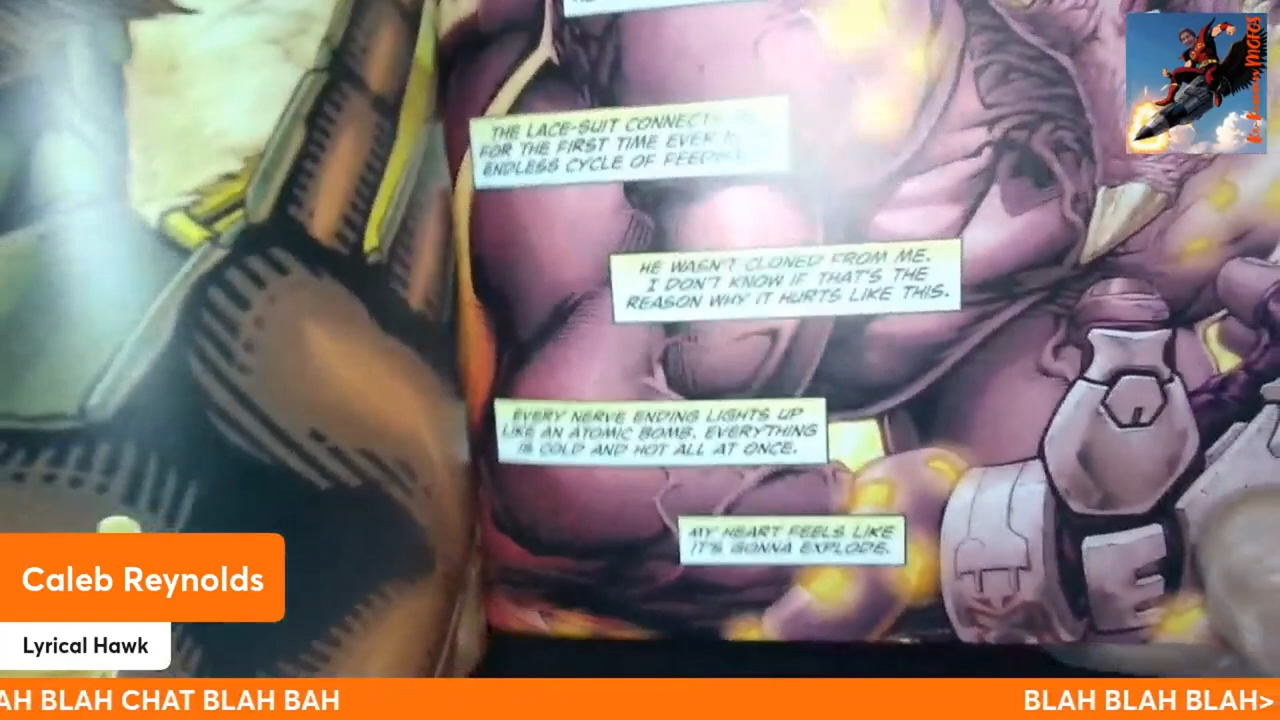 THE LACE-SUIT CONNECT
FOR THE FIRST TIME EVER
ENDLESS CYCLE OF
HE WASN'T CLONED FROM ME.
I DON'T KNOW IF THAT'S THE
REASON WHY IT HURTS LIKE THIS.
EVERY NERVE ENDING LIGHTS UP
LIKE AN ATOMIC BOMB. EVERYTHING
IS COLD AND HOT ALL AT ONCE.
MY HEART FEELS LIKE
IT'S GONNA EXPLODE.
E
Caleb Reynolds
Lyrical Hawk
AH BLAH CHAT BLAH BAH
BLAH BLAH BLAH>